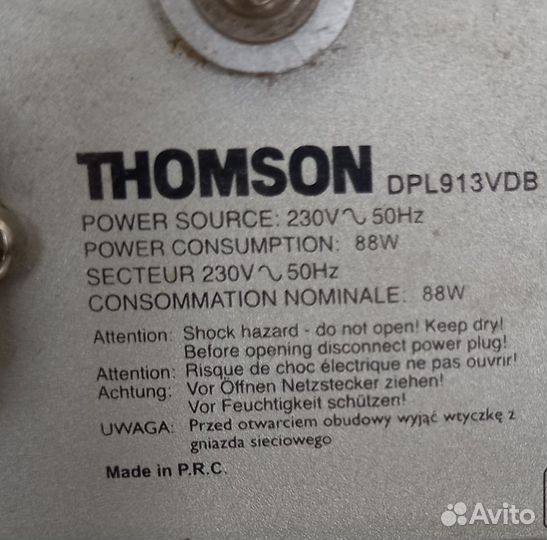 THOMSON DPL913VDB
POWER SOURCE: 230V∿ 50Hz
POWER CONSUMPTION: 88W
SECTEUR 230V∿ 50Hz
CONSOMMATION NOMINALE: 88W
Attention: Shock hazard - do not open! Keep dry!
Before opening disconnect power plug!
Attention: Risque de choc électrique ne pas ouvrir!
Achtung: Vor Öffnen Netzstecker ziehen!
Vor Feuchtigkeit schützen!
UWAGA: Przed otwarciem obudowy wyjąć wtyczkę z
gniazda sieciowego
Made in P.R.C.
Avito